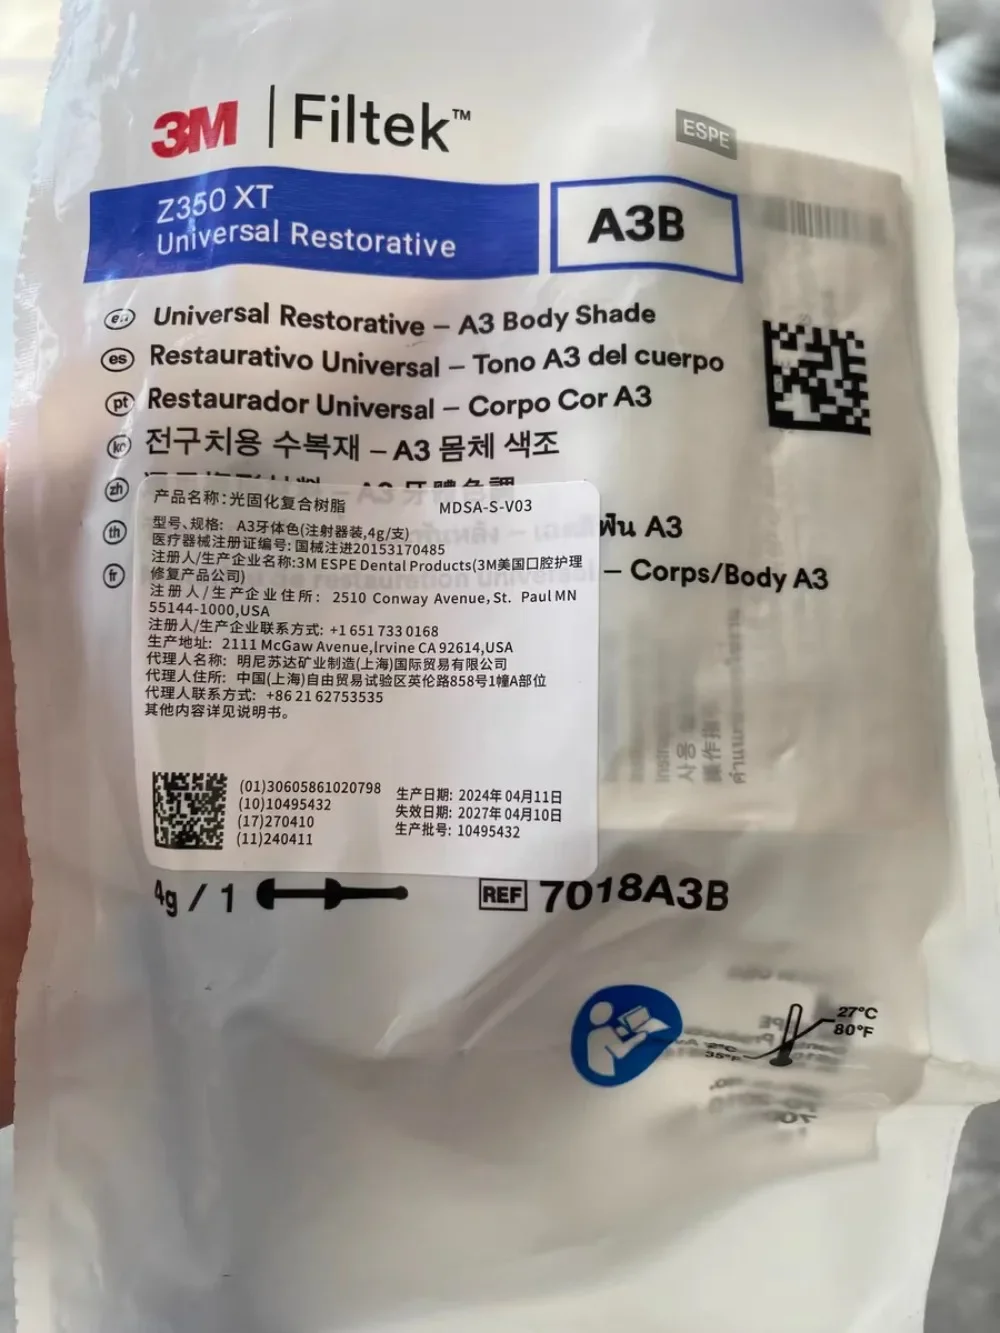 3M | Filtek™
ESPE
Z350 XT
Universal Restorative
A3B
en Universal Restorative – A3 Body Shade
es Restaurativo Universal – Tono A3 del cuerpo
pt Restaurador Universal – Corpo Cor A3
ko 전구치용 수복재 – A3 몸체 색조
zh A3 牙體色調
th ฟัน A3
fr – Corps/Body A3
产品名称: 光固化复合树脂 MDSA-S-V03
型号、规格: A3牙体色(注射器装,4g/支)
医疗器械注册证编号: 国械注进20153170485
注册人/生产企业名称:3M ESPE Dental Products(3M美国口腔护理
修复产品公司)
注册人/生产企业住所: 2510 Conway Avenue, St. Paul MN
55144-1000,USA
注册人/生产企业联系方式: +1 651 733 0168
生产地址: 2111 McGaw Avenue,Irvine CA 92614,USA
代理人名称: 明尼苏达矿业制造(上海)国际贸易有限公司
代理人住所: 中国(上海)自由贸易试验区英伦路858号1幢A部位
代理人联系方式: +86 21 62753535
其他内容详见说明书。
(01)30605861020798
(10)10495432
(17)270410
(11)240411
生产日期: 2024年04月11日
失效日期: 2027年04月10日
生产批号: 10495432
4g / 1
REF 7018A3B
27°C
80°F
2°C
35°F